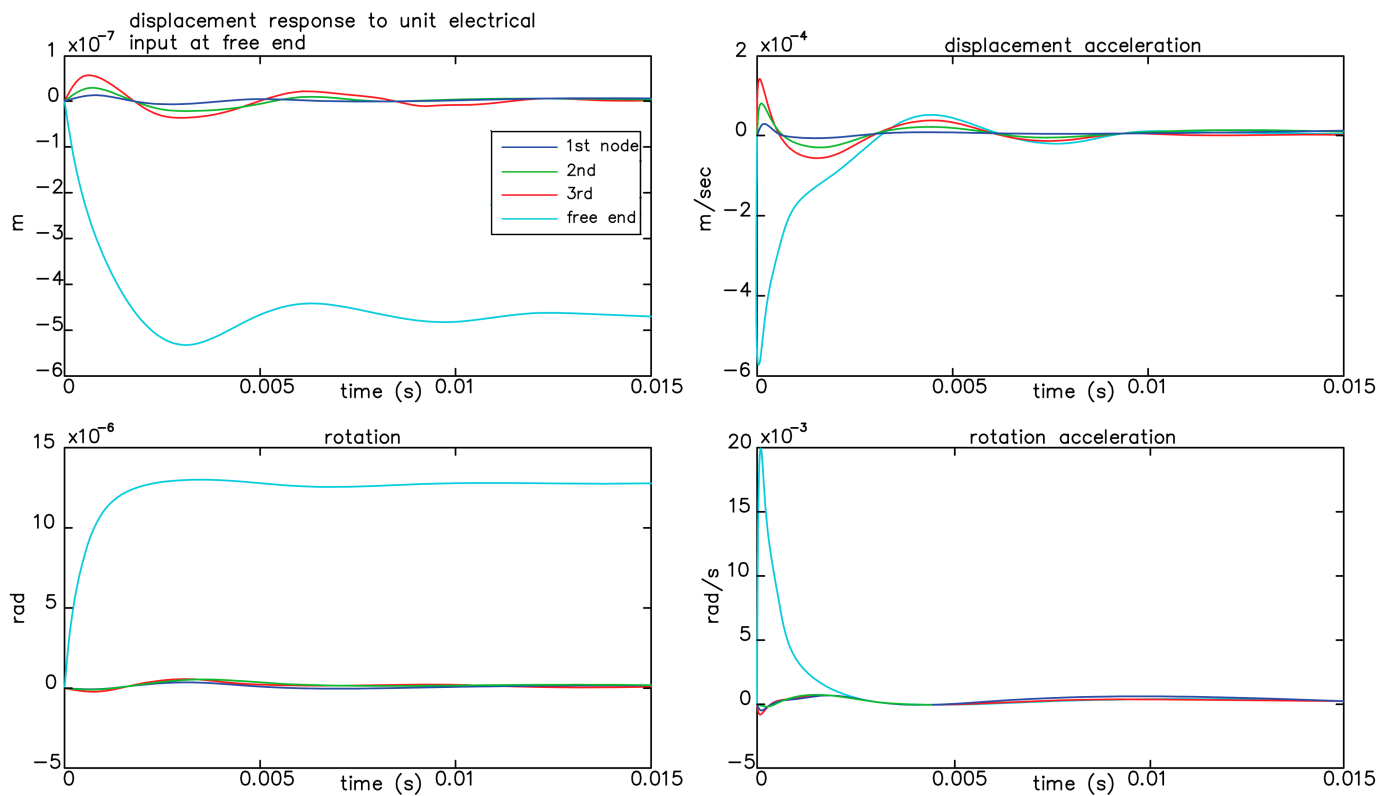 displacement response to unit electrical
input at free end
x10⁻⁷
1
0
−1
−2
−3
−4
−5
−6
m
0
0.005
0.01
0.015
time (s)
1st node
2nd
3rd
free end
displacement acceleration
x10⁻⁴
2
0
−2
−4
−6
m/sec
0
0.005
0.01
0.015
time (s)
rotation
x10⁻⁶
15
10
5
0
−5
rad
0
0.005
0.01
0.015
time (s)
rotation acceleration
x10⁻³
20
15
10
5
0
−5
rad/s
0
0.005
0.01
0.015
time (s)